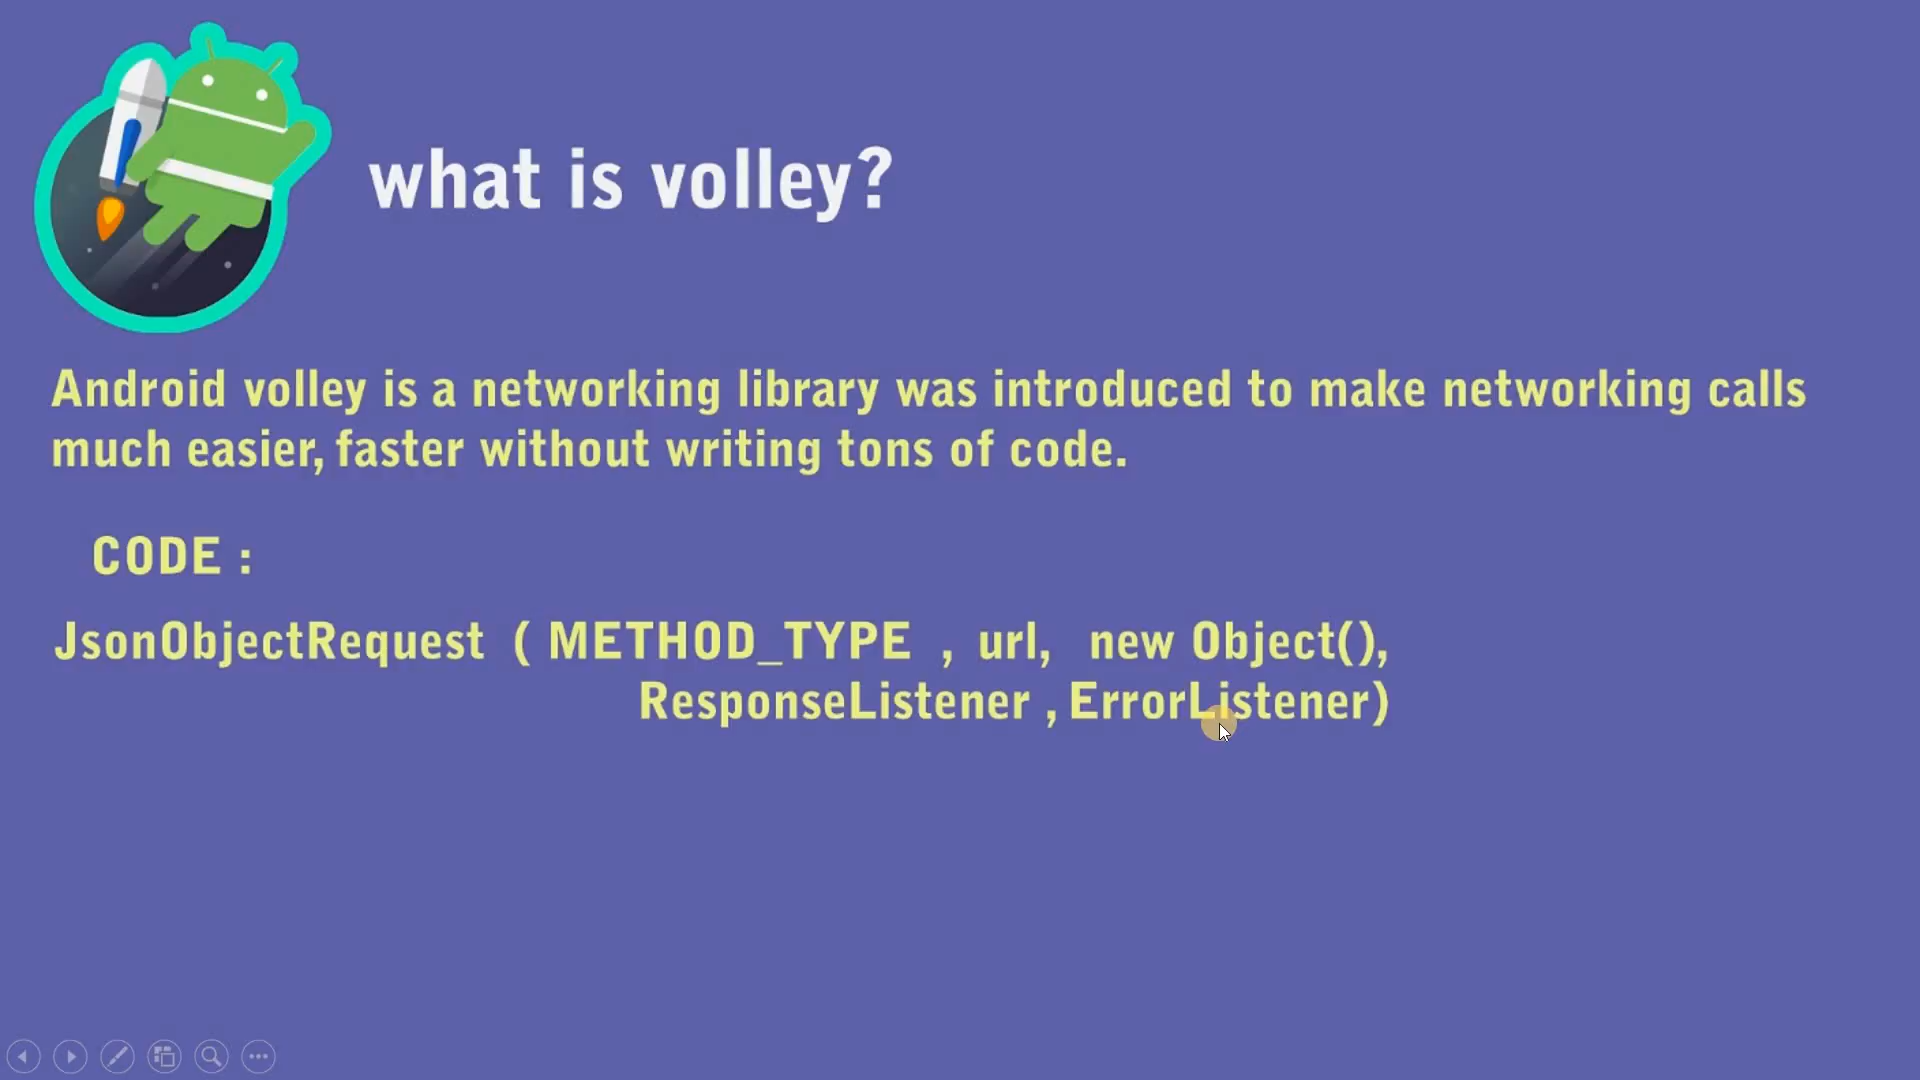 what is volley?
Android volley is a networking library was introduced to make networking calls
much easier, faster without writing tons of code.
CODE :
JsonObjectRequest ( METHOD_TYPE , url, new Object(),
ResponseListener , ErrorListener)